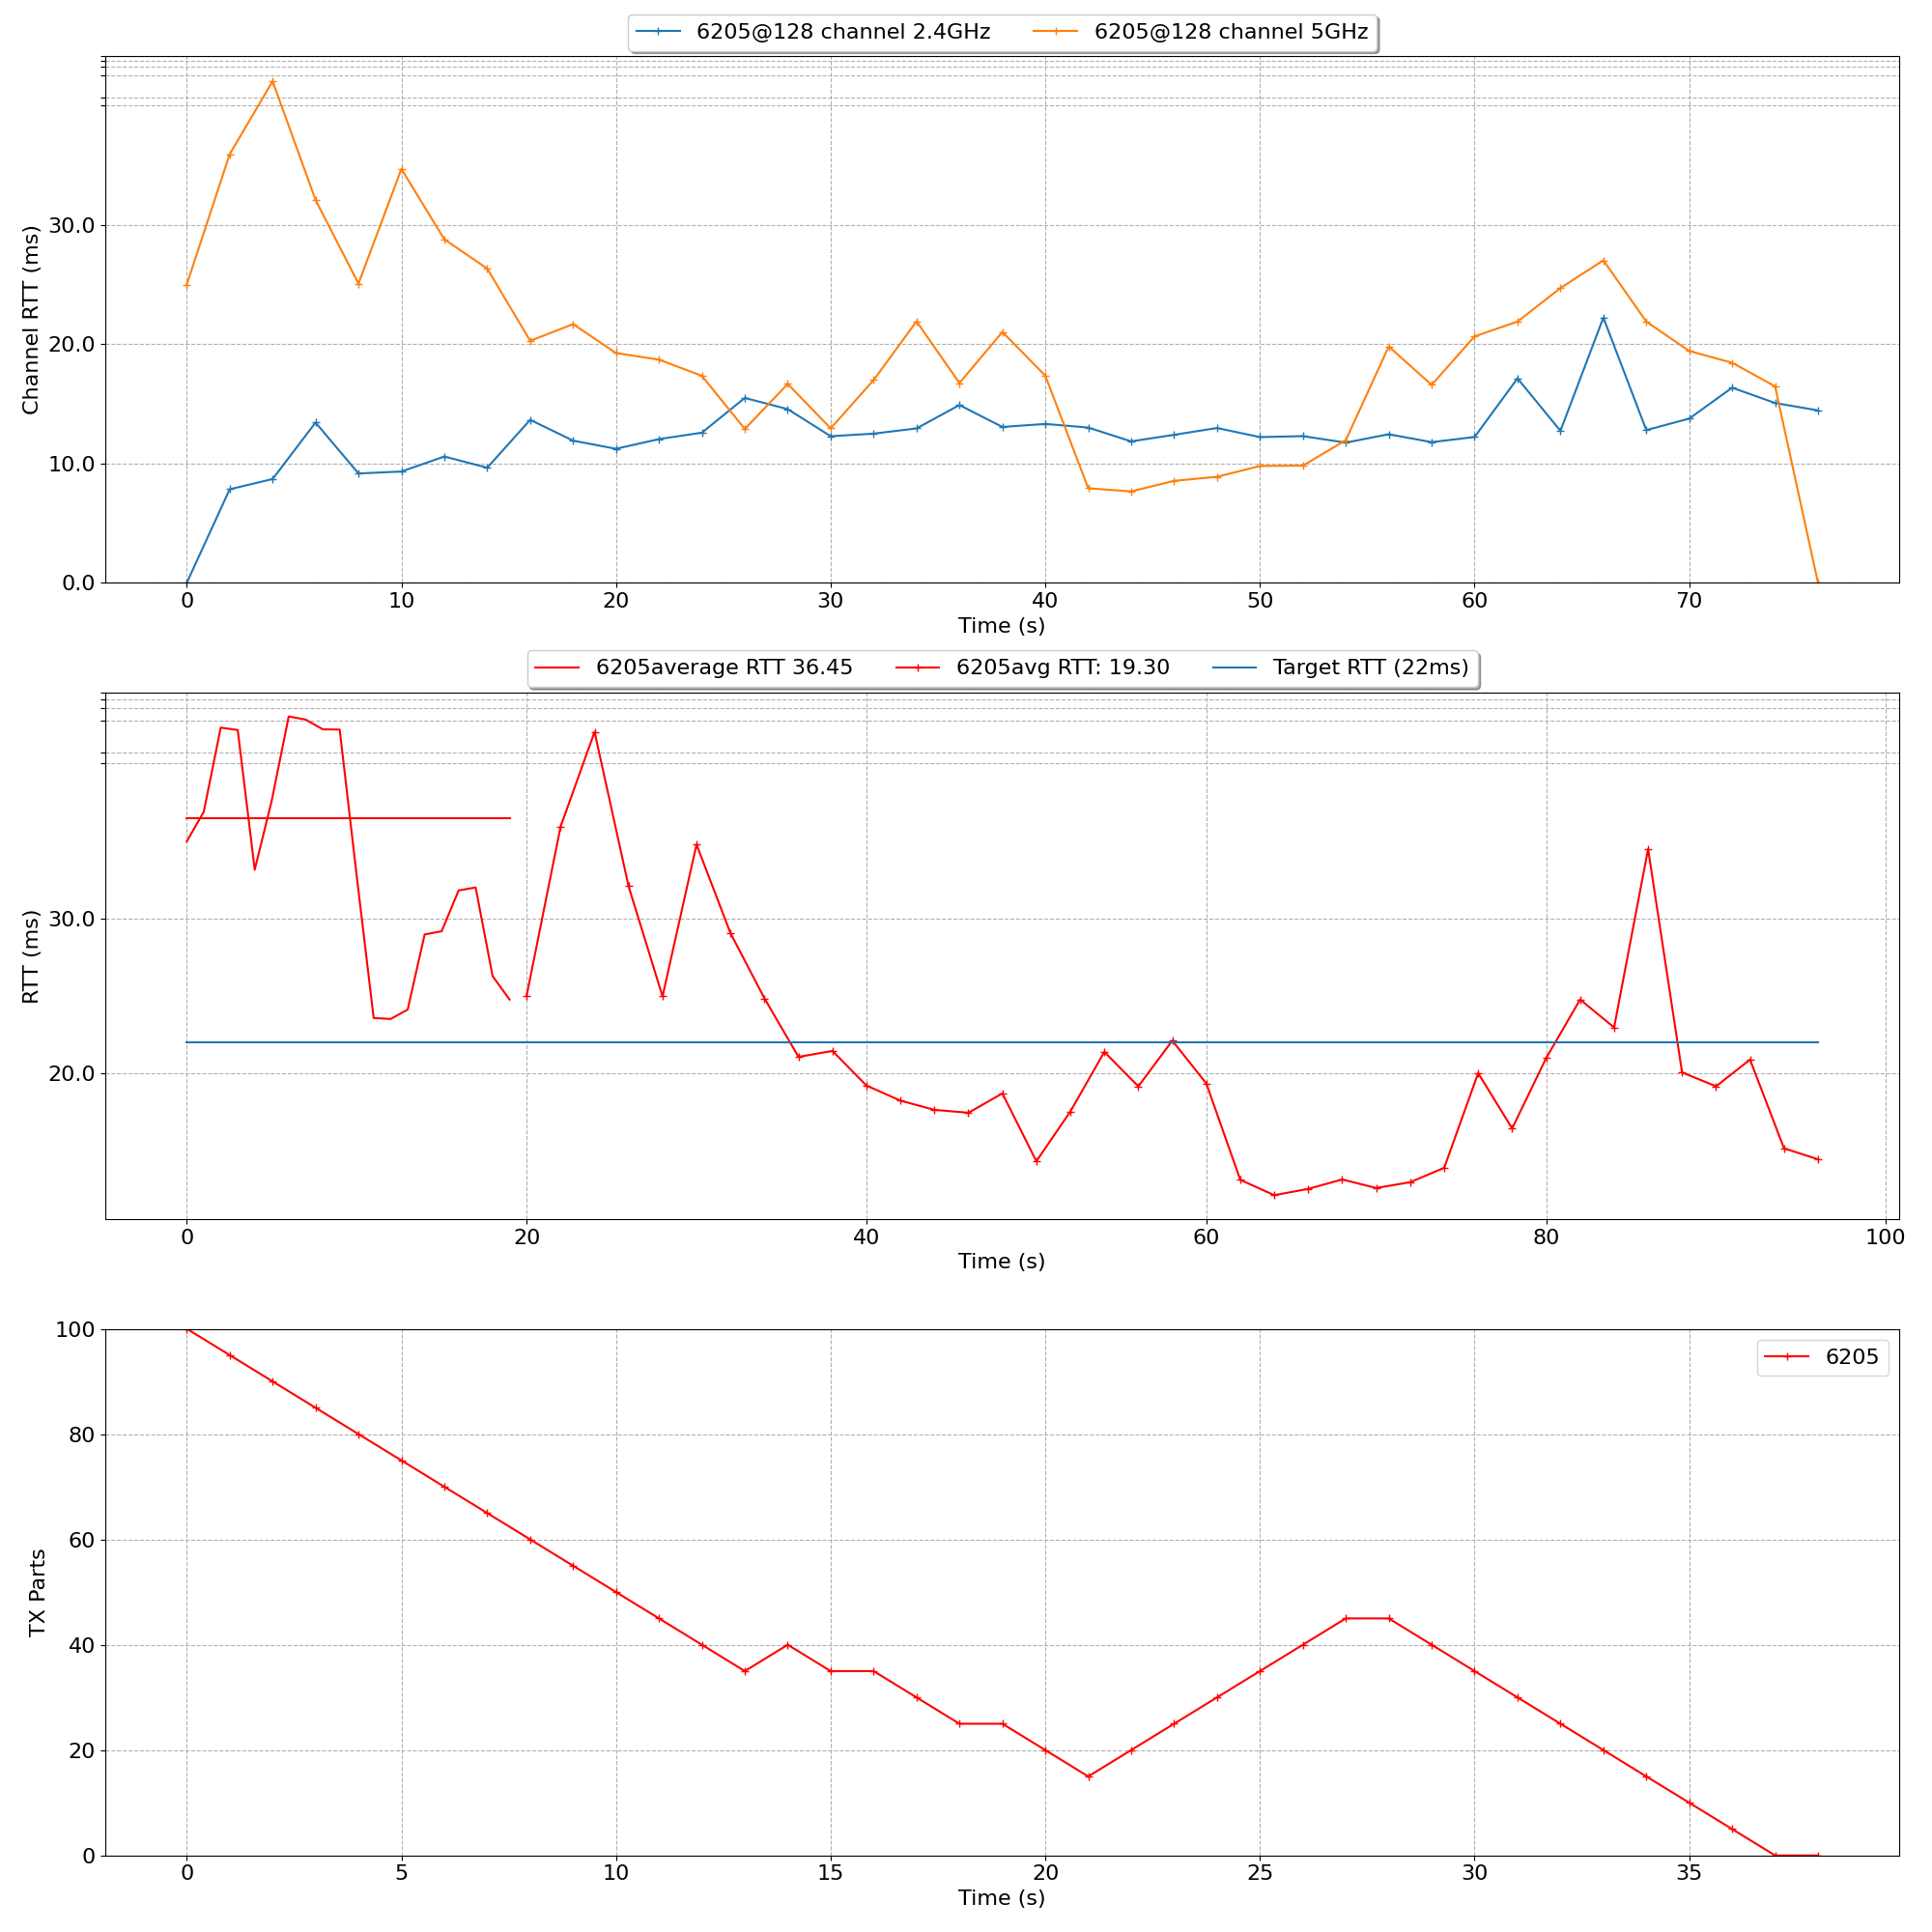 6205@128 channel 2.4GHz 6205@128 channel 5GHz
Channel RTT (ms)
30.0
20.0
10.0
0.0
0 10 20 30 40 50 60 70
Time (s)
6205average RTT 36.45 6205avg RTT: 19.30 Target RTT (22ms)
RTT (ms)
30.0
20.0
0 20 40 60 80 100
Time (s)
6205
TX Parts
100
80
60
40
20
0
0 5 10 15 20 25 30 35
Time (s)